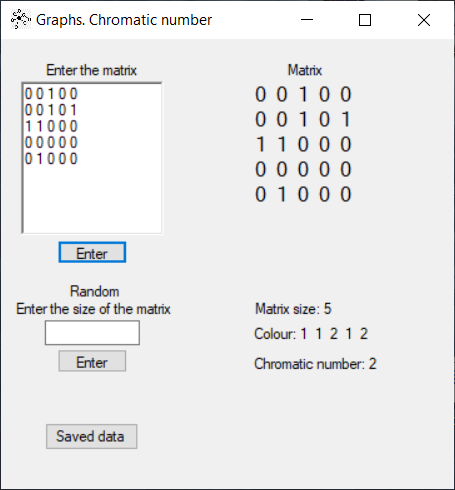 Graphs. Chromatic number
Enter the matrix
0 0 1 0 0
0 0 1 0 1
1 1 0 0 0
0 0 0 0 0
0 1 0 0 0
Enter
Matrix
0 0 1 0 0
0 0 1 0 1
1 1 0 0 0
0 0 0 0 0
0 1 0 0 0
Random
Enter the size of the matrix
Enter
Saved data
Matrix size: 5
Colour: 1 1 2 1 2
Chromatic number: 2